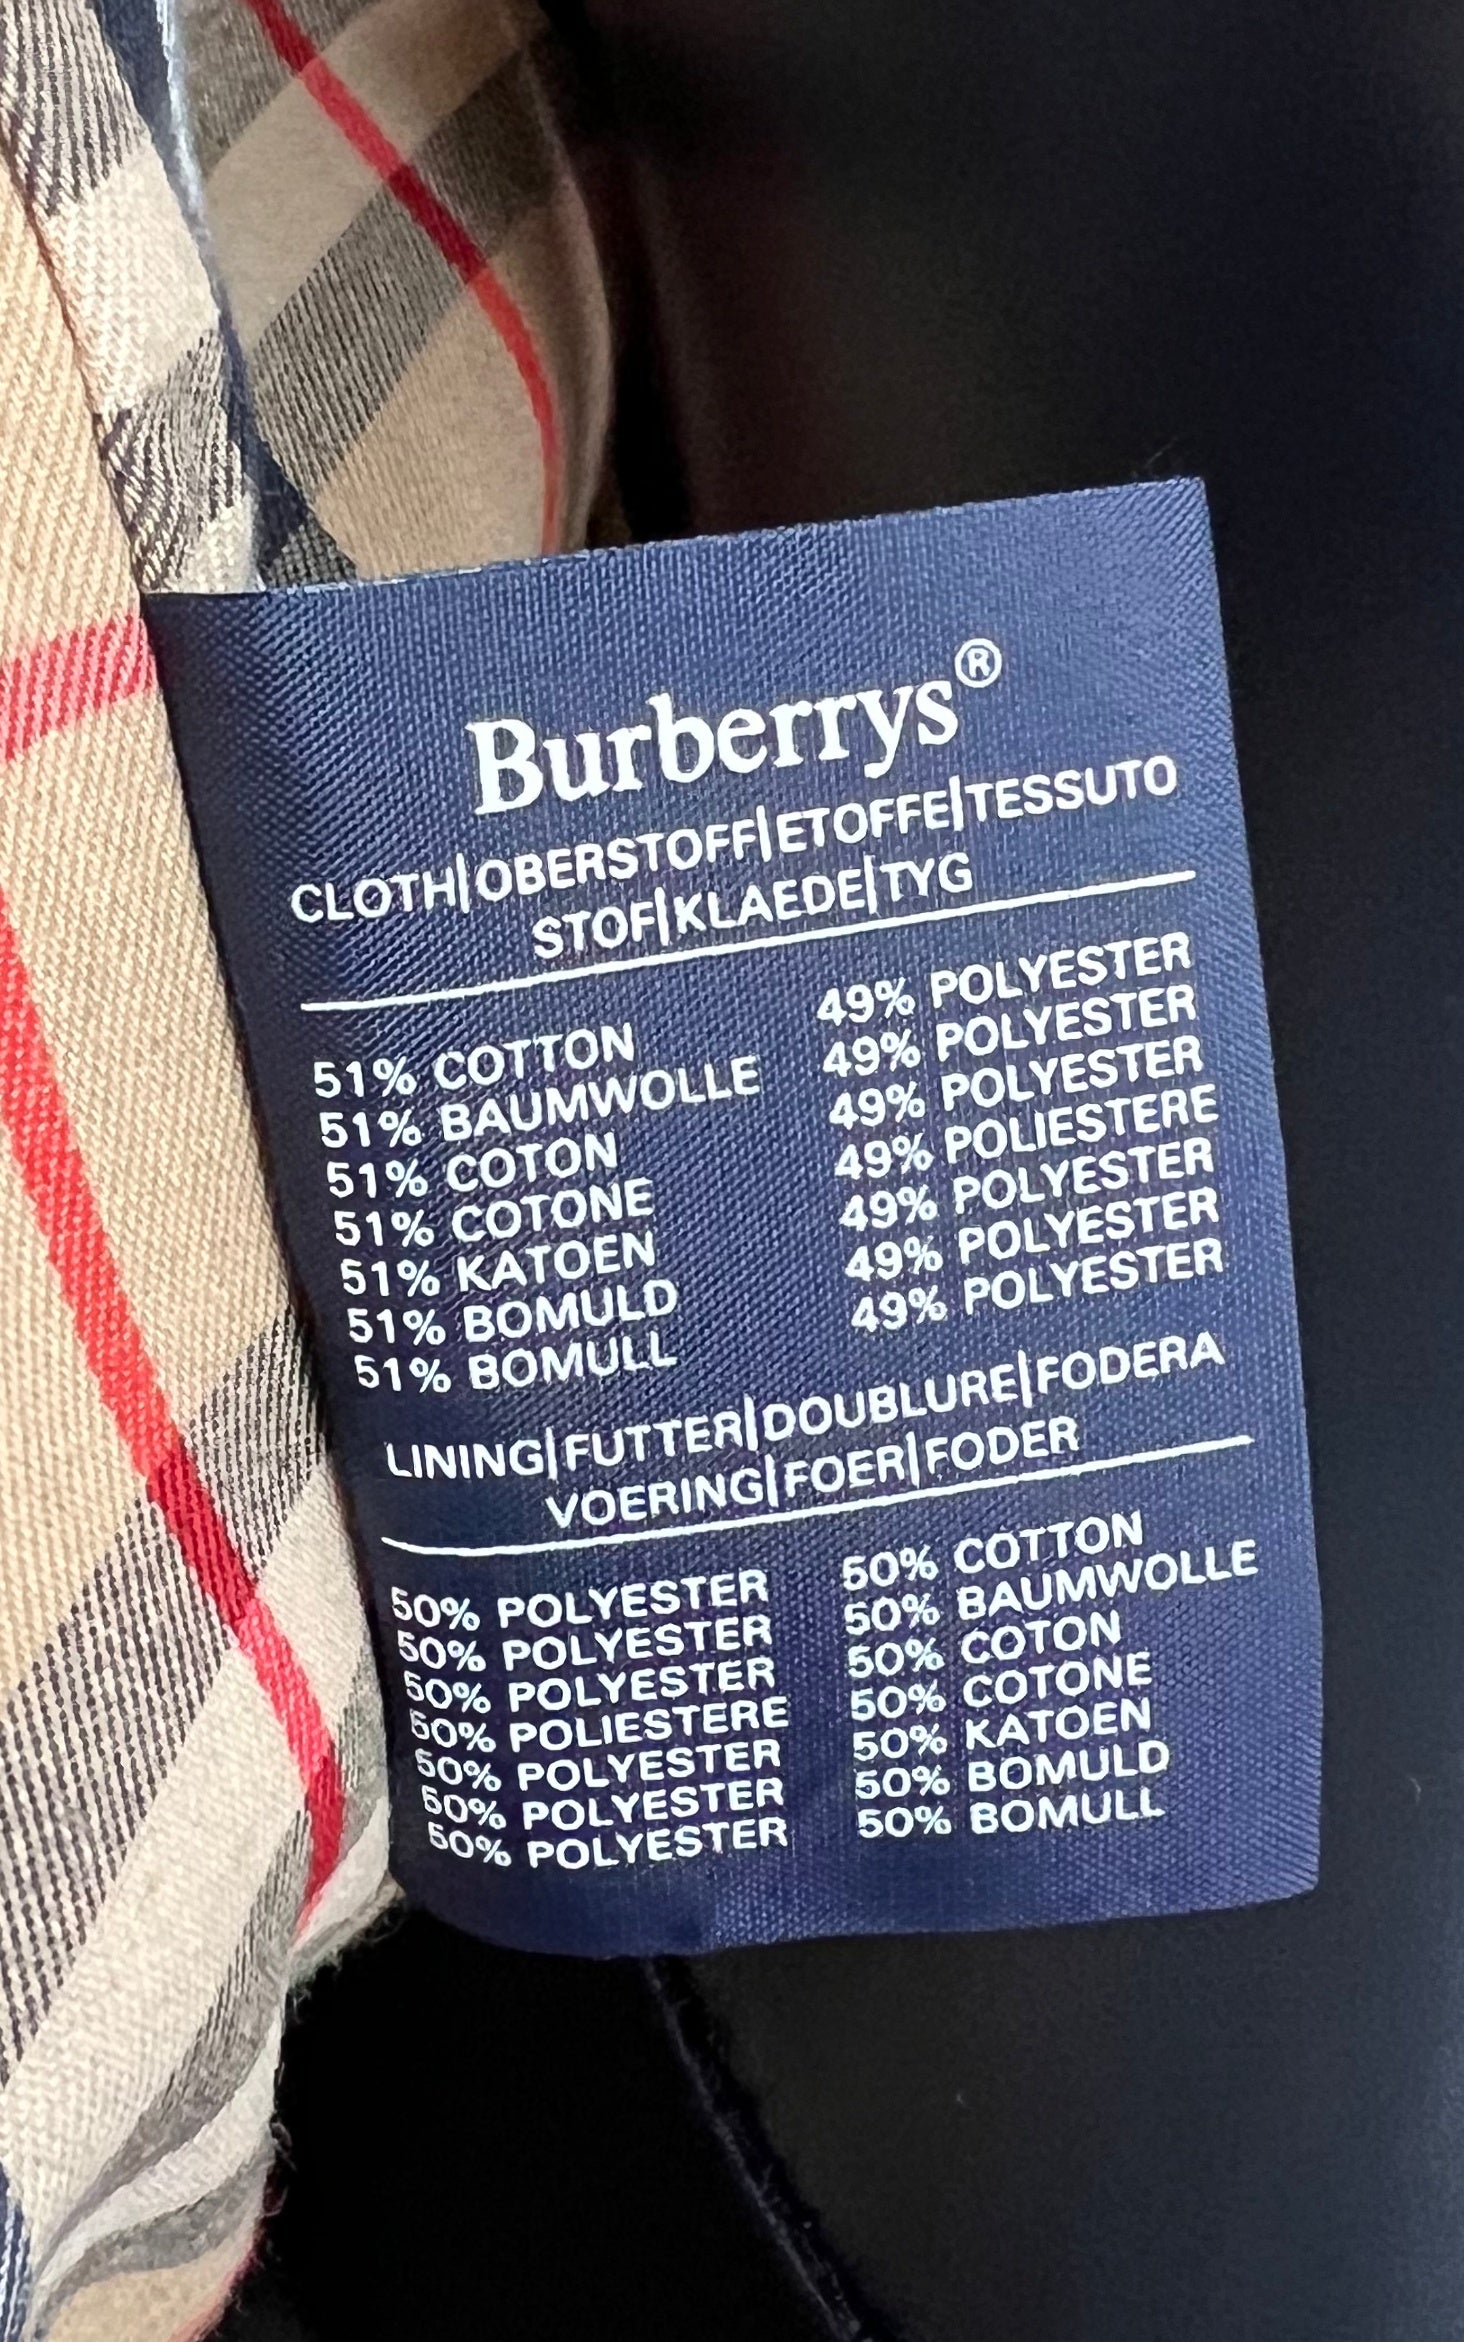 Burberrys®
CLOTH|OBERSTOFF|ETOFFE|TESSUTO
STOF|KLAEDE|TYG
51% COTTON 49% POLYESTER
51% BAUMWOLLE 49% POLYESTER
51% COTON 49% POLYESTER
51% COTONE 49% POLIESTERE
51% KATOEN 49% POLYESTER
51% BOMULD 49% POLYESTER
51% BOMULL 49% POLYESTER
LINING|FUTTER|DOUBLURE|FODERA
VOERING|FOER|FODER
50% POLYESTER 50% COTTON
50% POLYESTER 50% BAUMWOLLE
50% POLYESTER 50% COTON
50% POLIESTERE 50% COTONE
50% POLYESTER 50% KATOEN
50% POLYESTER 50% BOMULD
50% POLYESTER 50% BOMULL